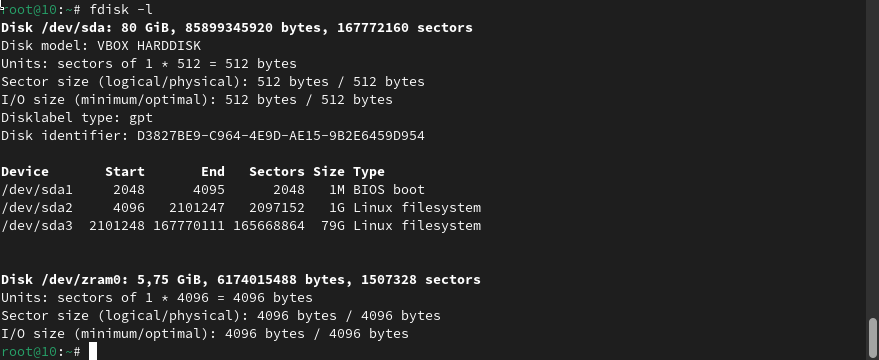 root@10:~# fdisk -l
Disk /dev/sda: 80 GiB, 85899345920 bytes, 167772160 sectors
Disk model: VBOX HARDDISK
Units: sectors of 1 * 512 = 512 bytes
Sector size (logical/physical): 512 bytes / 512 bytes
I/O size (minimum/optimal): 512 bytes / 512 bytes
Disklabel type: gpt
Disk identifier: D3827BE9-C964-4E9D-AE15-9B2E6459D954
Device Start End Sectors Size Type
/dev/sda1 2048 4095 2048 1M BIOS boot
/dev/sda2 4096 2101247 2097152 1G Linux filesystem
/dev/sda3 2101248 167770111 165668864 79G Linux filesystem
Disk /dev/zram0: 5,75 GiB, 6174015488 bytes, 1507328 sectors
Units: sectors of 1 * 4096 = 4096 bytes
Sector size (logical/physical): 4096 bytes / 4096 bytes
I/O size (minimum/optimal): 4096 bytes / 4096 bytes
root@10:~#